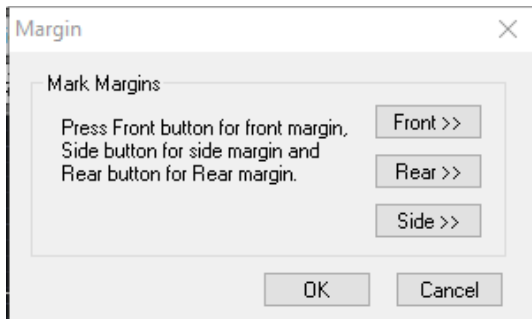 Margin
Mark Margins
Press Front button for front margin,
Side button for side margin and
Rear button for Rear margin.
Front >>
Rear >>
Side >>
OK
Cancel